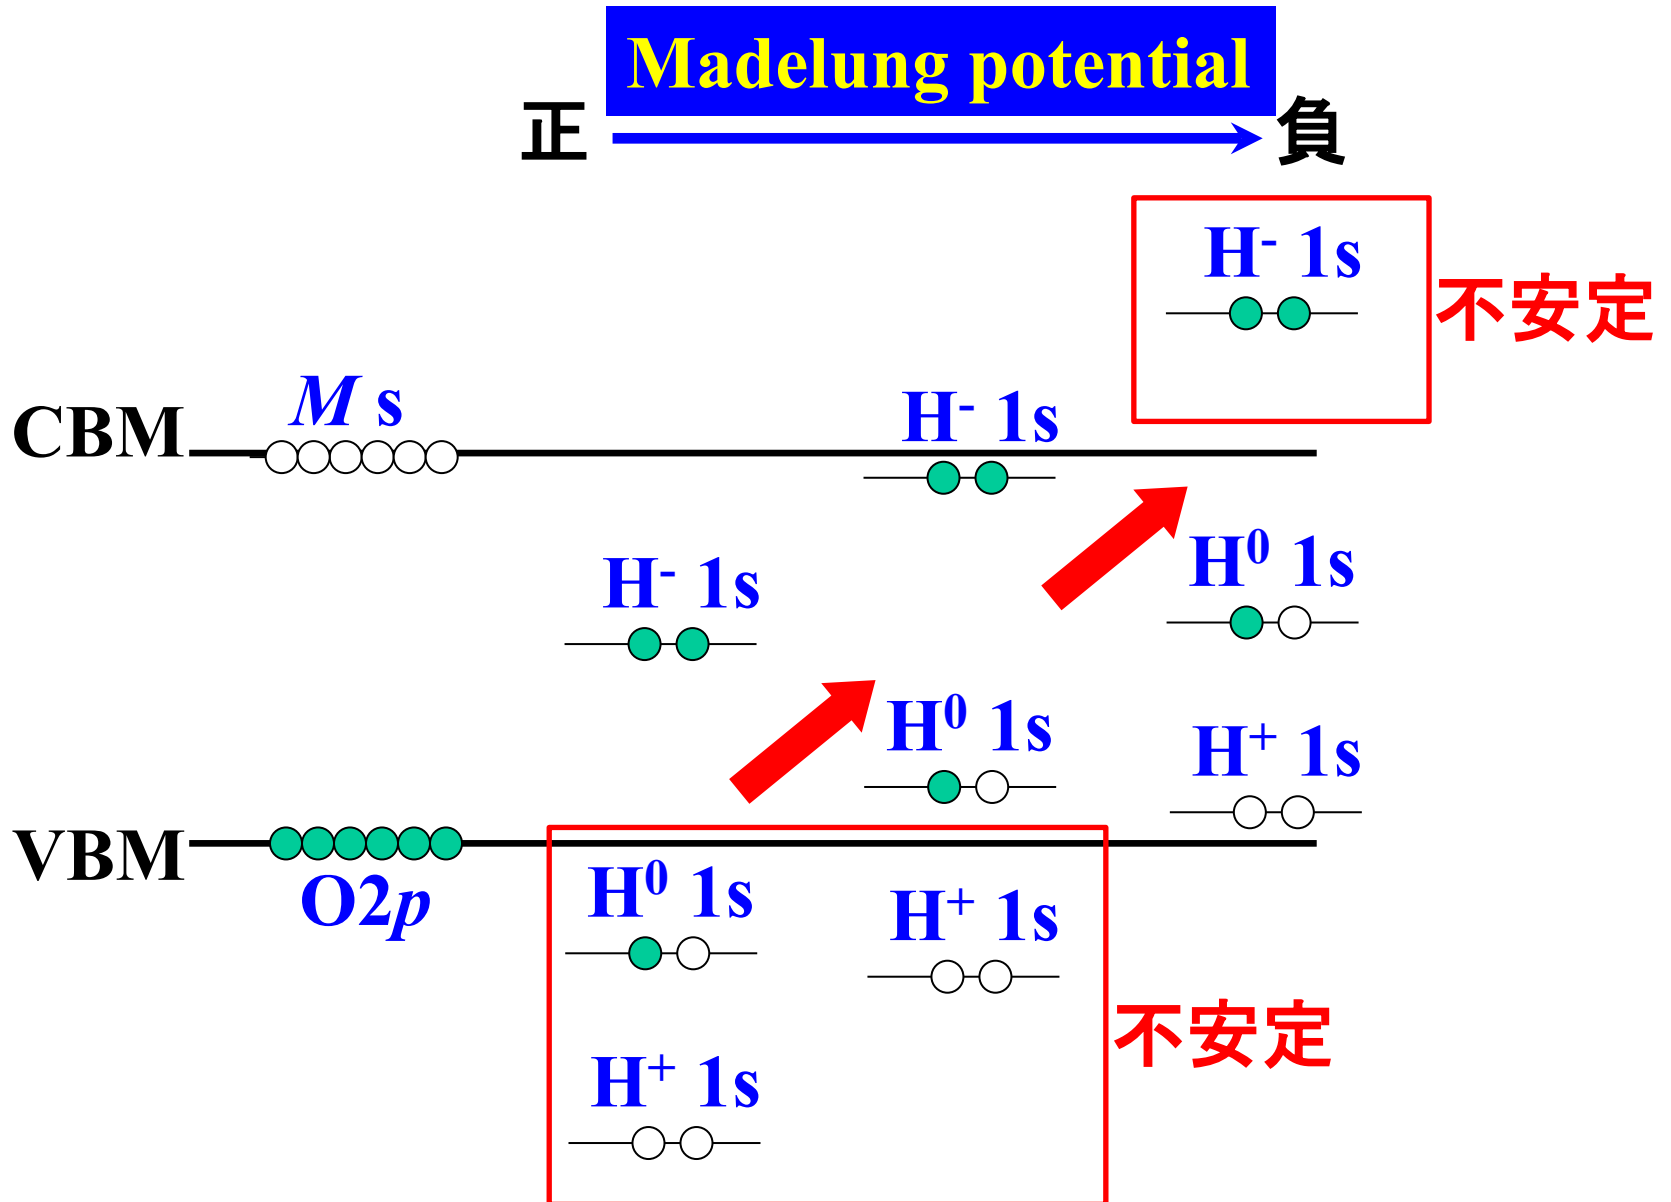 Madelung potential
正
負
H⁻ 1s
不安定
M s
CBM
H⁻ 1s
H⁻ 1s
H⁰ 1s
H⁰ 1s
H⁺ 1s
VBM
O2p
H⁰ 1s
H⁺ 1s
不安定
H⁺ 1s